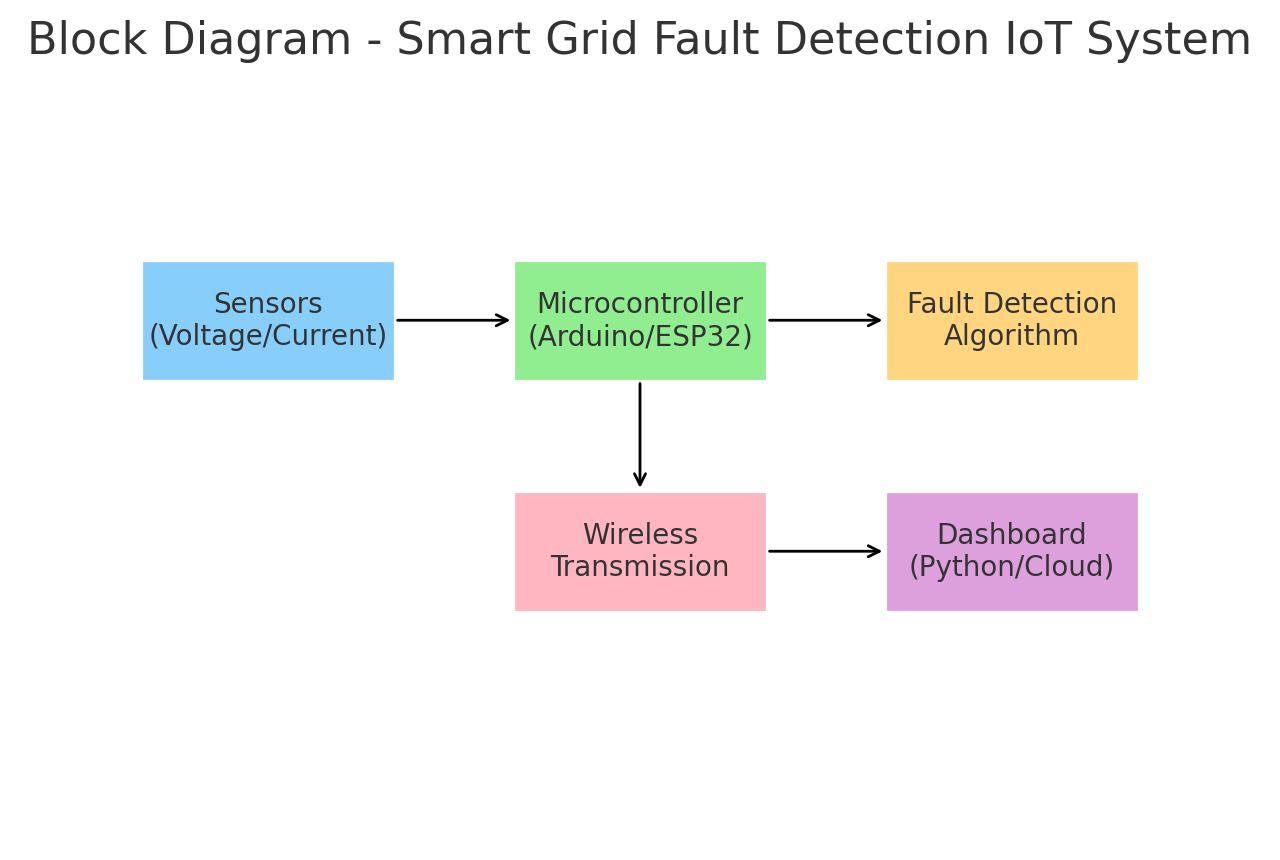 Block Diagram - Smart Grid Fault Detection IoT System
Sensors
(Voltage/Current)
Microcontroller
(Arduino/ESP32)
Fault Detection
Algorithm
Wireless
Transmission
Dashboard
(Python/Cloud)